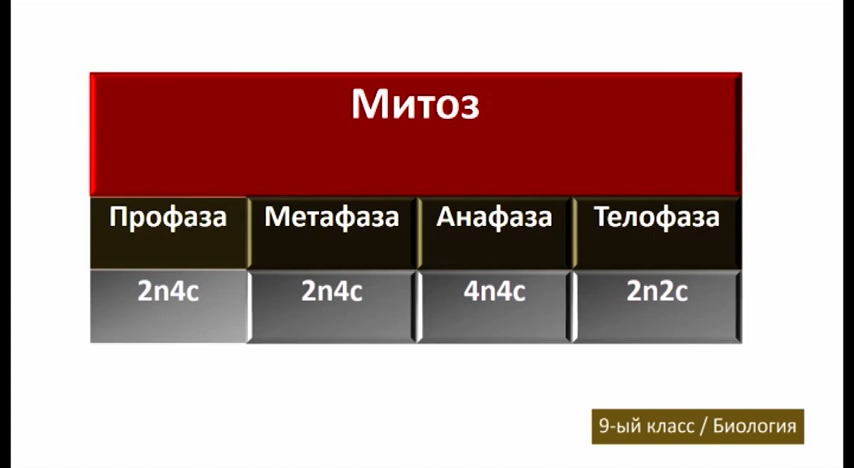 Митоз
Профаза Метафаза Анафаза Телофаза
2n4c 2n4c 4n4c 2n2c
9-ый класс / Биология